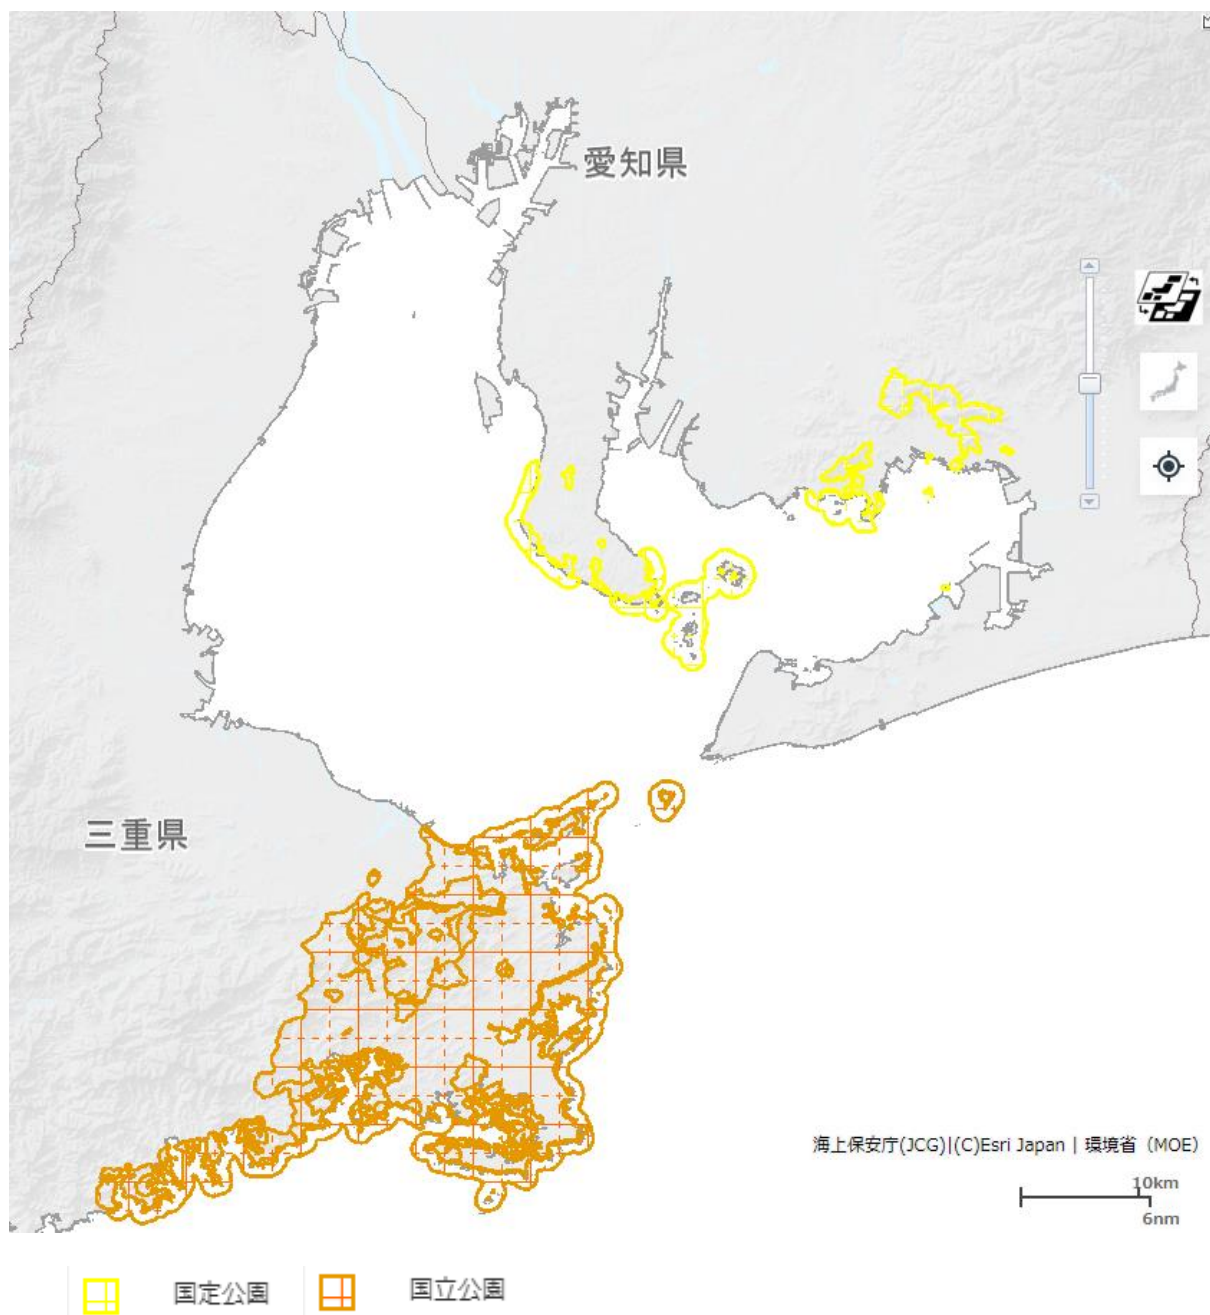 愛知県
三重県
海上保安庁(JCG)|(C)Esri Japan | 環境省 (MOE)
10km
6nm
国定公園
国立公園